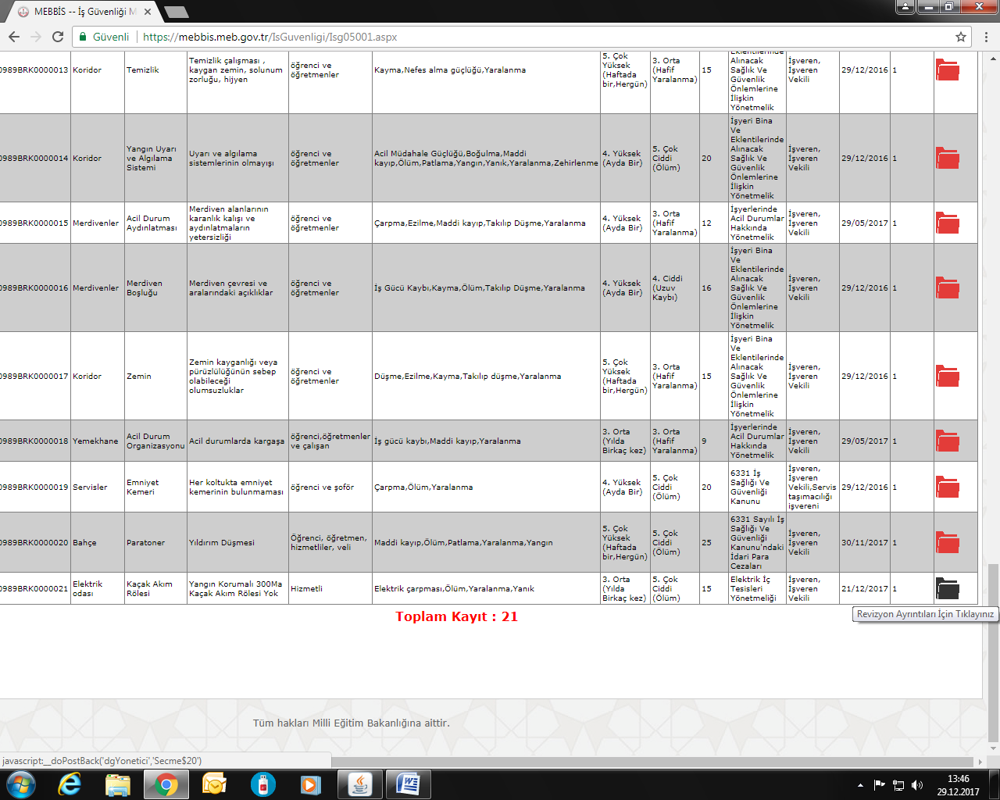 MEBBİS -- İş Güvenliği M
Güvenli
https://mebbis.meb.gov.tr/IsGuvenligi/Isg05001.aspx
0989BRK0000013
Koridor
Temizlik
Temizlik çalışması ,
kaygan zemin, solunum
zorluğu, hijyen
öğrenci ve
öğretmenler
Kayma,Nefes alma güçlüğü,Yaralanma
5. Çok
Yüksek
(Haftada
bir,Hergün)
3. Orta
(Hafif
Yaralanma)
15
Eklentilerinde
Alınacak
Sağlık Ve
Güvenlik
Önlemlerine
İlişkin
Yönetmelik
İşveren,
İşveren
Vekili
29/12/2016
1
0989BRK0000014
Koridor
Yangın Uyarı
ve Algılama
Sistemi
Uyarı ve algılama
sistemlerinin olmayışı
öğrenci ve
öğretmenler
Acil Müdahale Güçlüğü,Boğulma,Maddi
kayıp,Ölüm,Patlama,Yangın,Yanık,Yaralanma,Zehirlenme
4. Yüksek
(Ayda Bir)
5. Çok
Ciddi
(Ölüm)
20
İşyeri Bina
Ve
Eklentilerinde
Alınacak
Sağlık Ve
Güvenlik
Önlemlerine
İlişkin
Yönetmelik
İşveren,
İşveren
Vekili
29/12/2016
1
0989BRK0000015
Merdivenler
Acil Durum
Aydınlatması
Merdiven alanlarının
karanlık kalışı ve
aydınlatmaların
yetersizliği
öğrenci ve
öğretmenler
Çarpma,Ezilme,Maddi kayıp,Takılıp Düşme,Yaralanma
4. Yüksek
(Ayda Bir)
3. Orta
(Hafif
Yaralanma)
12
İşyerlerinde
Acil Durumlar
Hakkında
Yönetmelik
İşveren,
İşveren
Vekili
29/05/2017
1
0989BRK0000016
Merdivenler
Merdiven
Boşluğu
Merdiven çevresi ve
aralarındaki açıklıklar
öğrenci ve
öğretmenler
İş Gücü Kaybı,Kayma,Ölüm,Takılıp Düşme,Yaralanma
4. Yüksek
(Ayda Bir)
4. Ciddi
(Uzuv
Kaybı)
16
İşyeri Bina
Ve
Eklentilerinde
Alınacak
Sağlık Ve
Güvenlik
Önlemlerine
İlişkin
Yönetmelik
İşveren,
İşveren
Vekili
29/12/2016
1
0989BRK0000017
Koridor
Zemin
Zemin kayganlığı veya
pürüzlülüğünün sebep
olabileceği
olumsuzluklar
öğrenci ve
öğretmenler
Düşme,Ezilme,Kayma,Takılıp düşme,Yaralanma
5. Çok
Yüksek
(Haftada
bir,Hergün)
3. Orta
(Hafif
Yaralanma)
15
İşyeri Bina
Ve
Eklentilerinde
Alınacak
Sağlık Ve
Güvenlik
Önlemlerine
İlişkin
Yönetmelik
İşveren,
İşveren
Vekili
29/12/2016
1
0989BRK0000018
Yemekhane
Acil Durum
Organizasyonu
Acil durumlarda kargaşa
öğrenci,öğretmenler
ve çalışan
İş gücü kaybı,Maddi kayıp,Yaralanma
3. Orta
(Yılda
Birkaç kez)
3. Orta
(Hafif
Yaralanma)
9
İşyerlerinde
Acil Durumlar
Hakkında
Yönetmelik
İşveren,
İşveren
Vekili
29/05/2017
1
0989BRK0000019
Servisler
Emniyet
Kemeri
Her koltukta emniyet
kemerinin bulunmaması
öğrenci ve şoför
Çarpma,Ölüm,Yaralanma
4. Yüksek
(Ayda Bir)
5. Çok
Ciddi
(Ölüm)
20
6331 İş
Sağlığı Ve
Güvenliği
Kanunu
İşveren,
İşveren
Vekili,Servis
taşımacılığı
işvereni
29/12/2016
1
0989BRK0000020
Bahçe
Paratoner
Yıldırım Düşmesi
Öğrenci, öğretmen,
hizmetliler, veli
Maddi kayıp,Ölüm,Patlama,Yaralanma,Yangın
5. Çok
Yüksek
(Haftada
bir,Hergün)
5. Çok
Ciddi
(Ölüm)
25
6331 Sayılı İş
Sağlığı Ve
Güvenliği
Kanunu'ndaki
İdari Para
Cezaları
İşveren,
İşveren
Vekili
30/11/2017
1
0989BRK0000021
Elektrik
odası
Kaçak Akım
Rölesi
Yangın Korumalı 300Ma
Kaçak Akım Rölesi Yok
Hizmetli
Elektrik çarpması,Ölüm,Yaralanma,Yanık
3. Orta
(Yılda
Birkaç kez)
5. Çok
Ciddi
(Ölüm)
15
Elektrik İç
Tesisleri
Yönetmeliği
İşveren,
İşveren
Vekili
21/12/2017
1
Revizyon Ayrıntıları İçin Tıklayınız
Toplam Kayıt : 21
Tüm hakları Milli Eğitim Bakanlığına aittir.
javascript:__doPostBack('dgYonetici','Secme$20')
13:46
29.12.2017